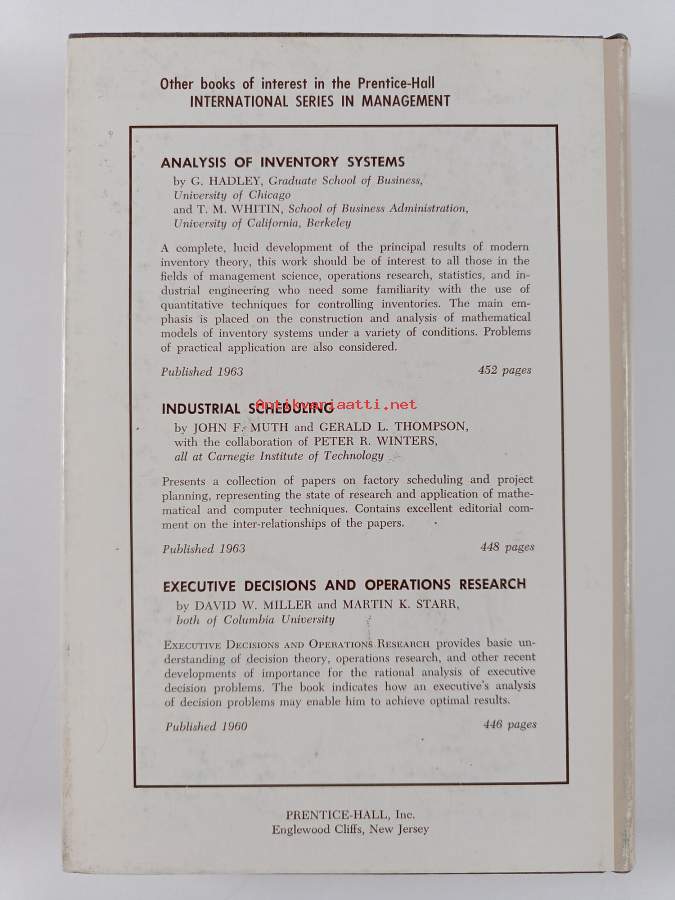 Other books of interest in the Prentice-Hall
INTERNATIONAL SERIES IN MANAGEMENT
ANALYSIS OF INVENTORY SYSTEMS
by G. HADLEY, Graduate School of Business,
University of Chicago
and T. M. WHITIN, School of Business Administration,
University of California, Berkeley
A complete, lucid development of the principal results of modern
inventory theory, this work should be of interest to all those in the
fields of management science, operations research, statistics, and in-
dustrial engineering who need some familiarity with the use of
quantitative techniques for controlling inventories. The main em-
phasis is placed on the construction and analysis of mathematical
models of inventory systems under a variety of conditions. Problems
of practical application are also considered.
Published 1963 452 pages
Antikvariaatti.net
INDUSTRIAL SCHEDULING
by JOHN F. MUTH and GERALD L. THOMPSON,
with the collaboration of PETER R. WINTERS,
all at Carnegie Institute of Technology
Presents a collection of papers on factory scheduling and project
planning, representing the state of research and application of mathe-
matical and computer techniques. Contains excellent editorial com-
ment on the inter-relationships of the papers.
Published 1963 448 pages
EXECUTIVE DECISIONS AND OPERATIONS RESEARCH
by DAVID W. MILLER and MARTIN K. STARR,
both of Columbia University
EXECUTIVE DECISIONS AND OPERATIONS RESEARCH provides basic un-
derstanding of decision theory, operations research, and other recent
developments of importance for the rational analysis of executive
decision problems. The book indicates how an executive's analysis
of decision problems may enable him to achieve optimal results.
Published 1960 446 pages
PRENTICE-HALL, Inc.
Englewood Cliffs, New Jersey